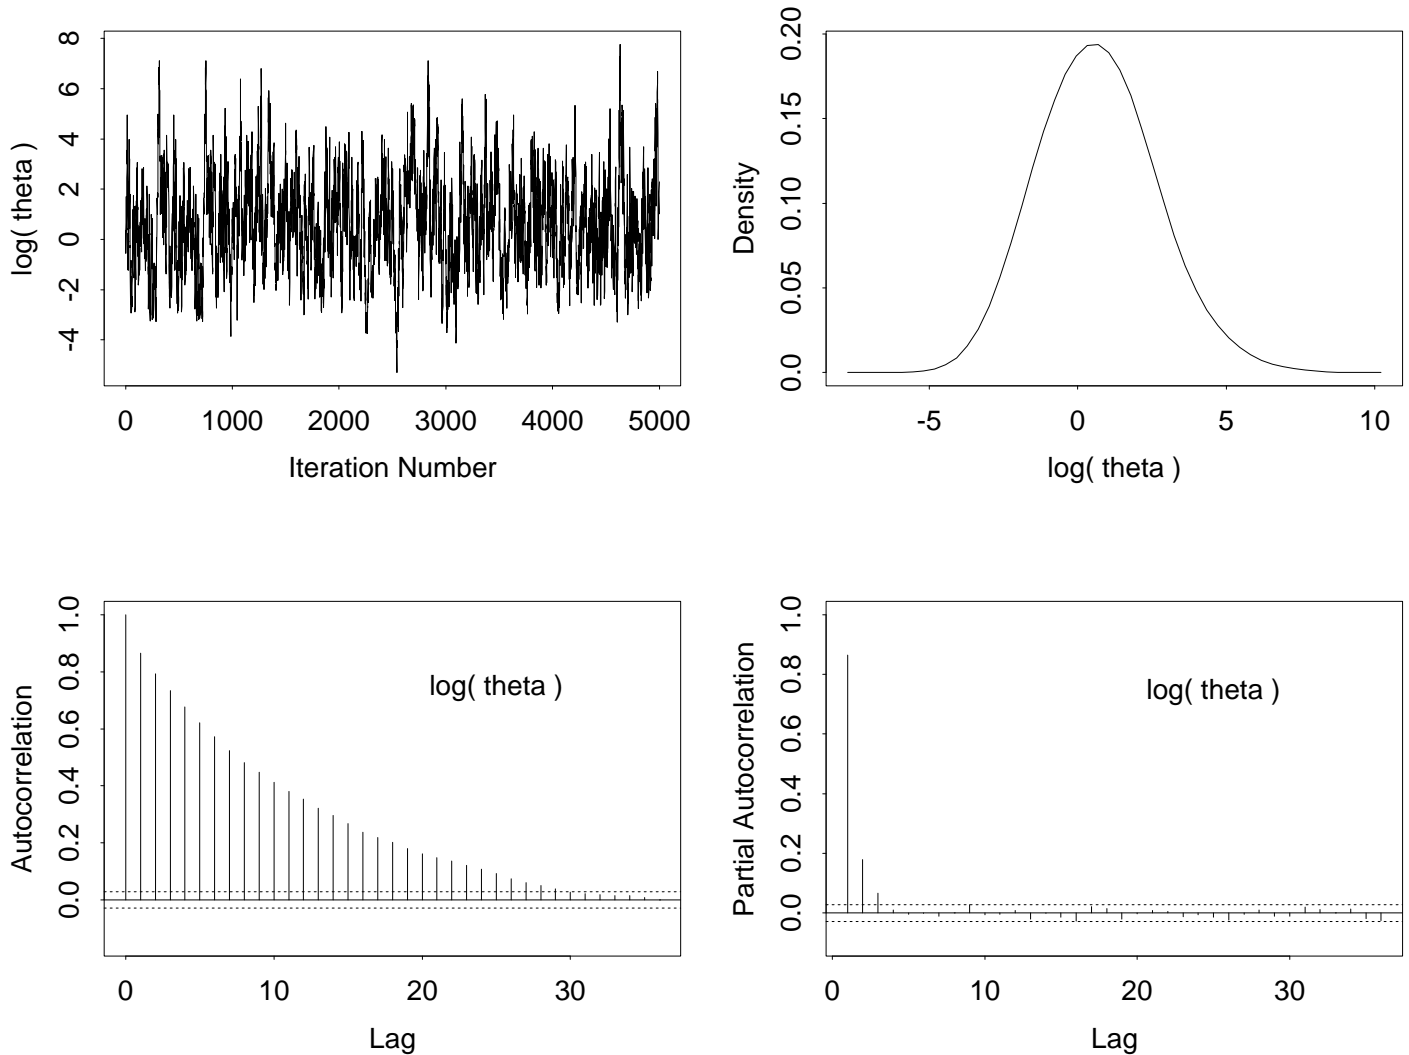 log( theta )
8
6
4
2
0
-2
-4
0 1000 2000 3000 4000 5000
Iteration Number
Density
0.20
0.15
0.10
0.05
0.0
-5 0 5 10
log( theta )
Autocorrelation
1.0
0.8
0.6
0.4
0.2
0.0
log( theta )
0 10 20 30
Lag
Partial Autocorrelation
1.0
0.8
0.6
0.4
0.2
0.0
log( theta )
0 10 20 30
Lag